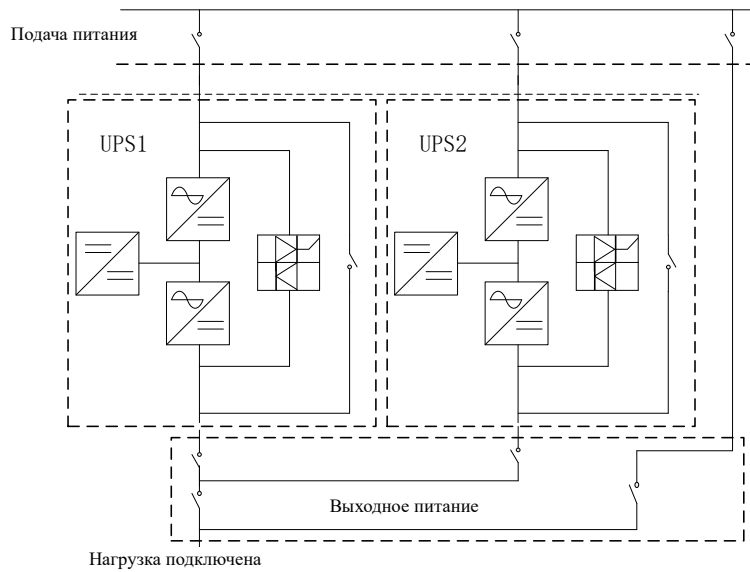 Подача питания
UPS1
UPS2
Выходное питание
Нагрузка подключена